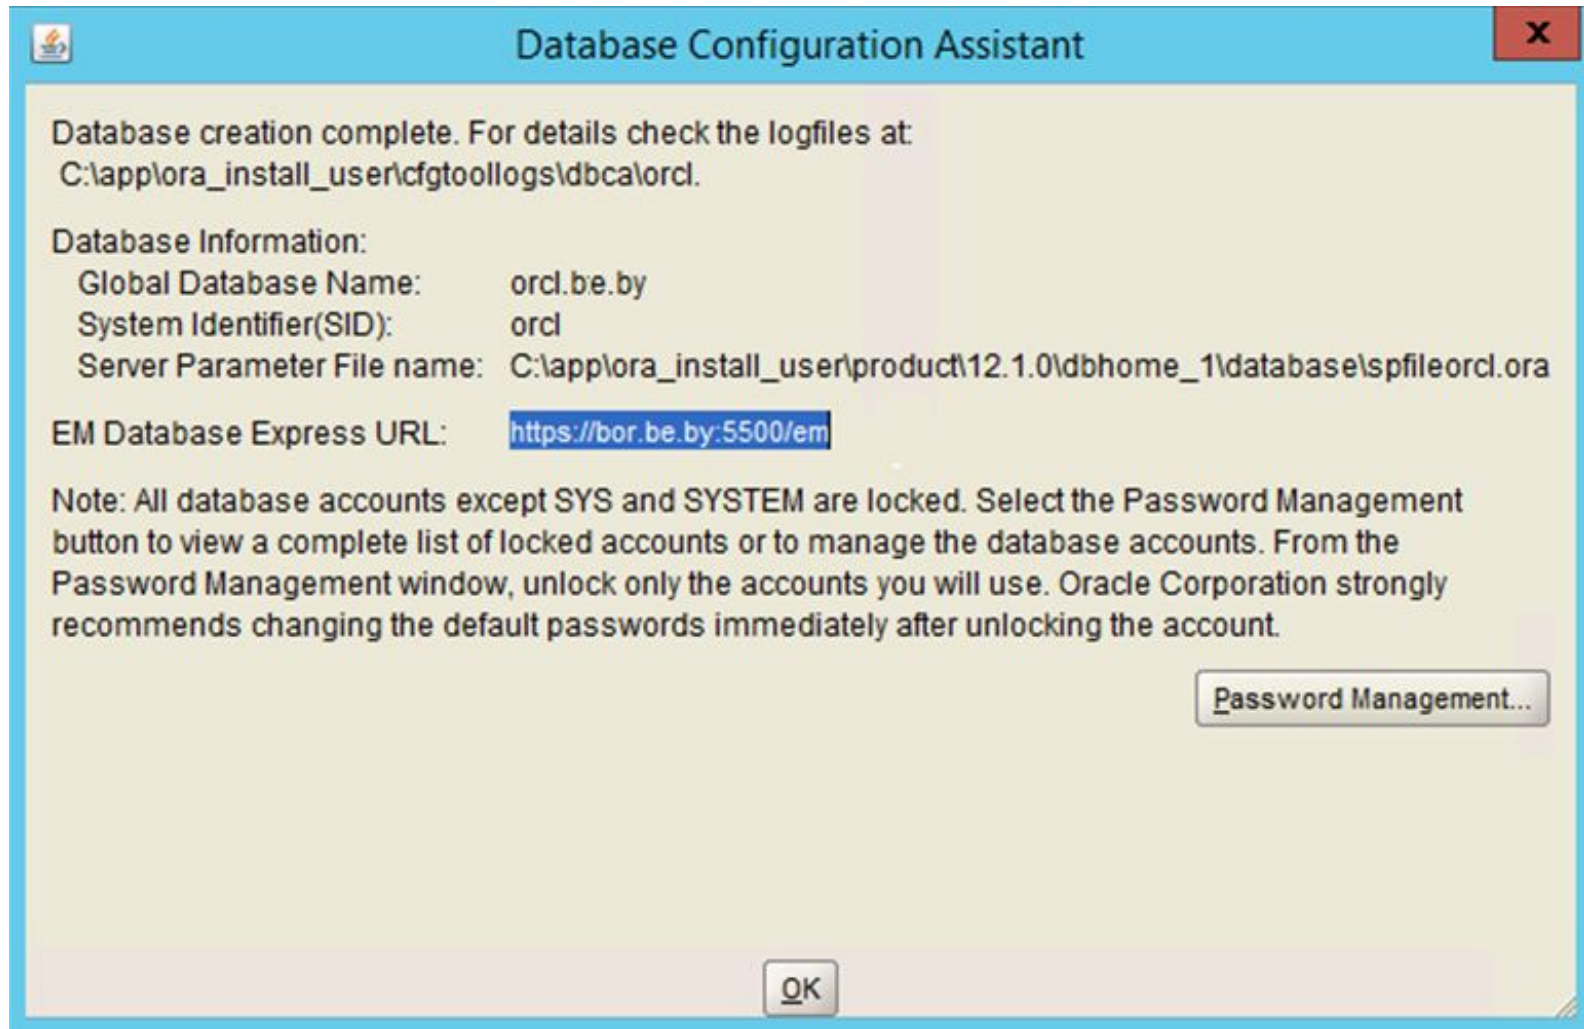 Database Configuration Assistant
x
Database creation complete. For details check the logfiles at:
C:\app\ora_install_user\cfgtoollogs\dbca\orcl.
Database Information:
Global Database Name: orcl.be.by
System Identifier(SID): orcl
Server Parameter File name: C:\app\ora_install_user\product\12.1.0\dbhome_1\database\spfileorcl.ora
EM Database Express URL: https://bor.be.by:5500/em
Note: All database accounts except SYS and SYSTEM are locked. Select the Password Management
button to view a complete list of locked accounts or to manage the database accounts. From the
Password Management window, unlock only the accounts you will use. Oracle Corporation strongly
recommends changing the default passwords immediately after unlocking the account.
Password Management...
OK